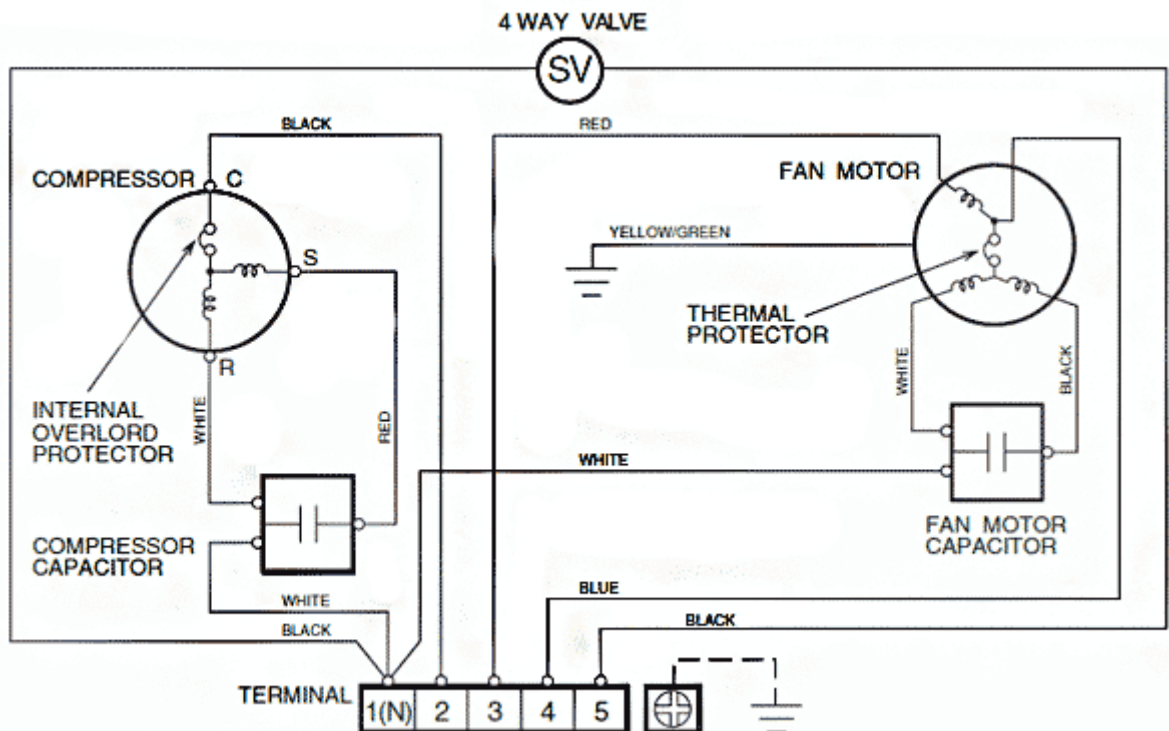 4 WAY VALVE
SV
BLACK
RED
COMPRESSOR
C
FAN MOTOR
YELLOW/GREEN
S
THERMAL
PROTECTOR
R
INTERNAL
OVERLORD
PROTECTOR
WHITE
RED
WHITE
BLACK
WHITE
COMPRESSOR
CAPACITOR
FAN MOTOR
CAPACITOR
WHITE
BLUE
BLACK
BLACK
TERMINAL
1(N) 2 3 4 5